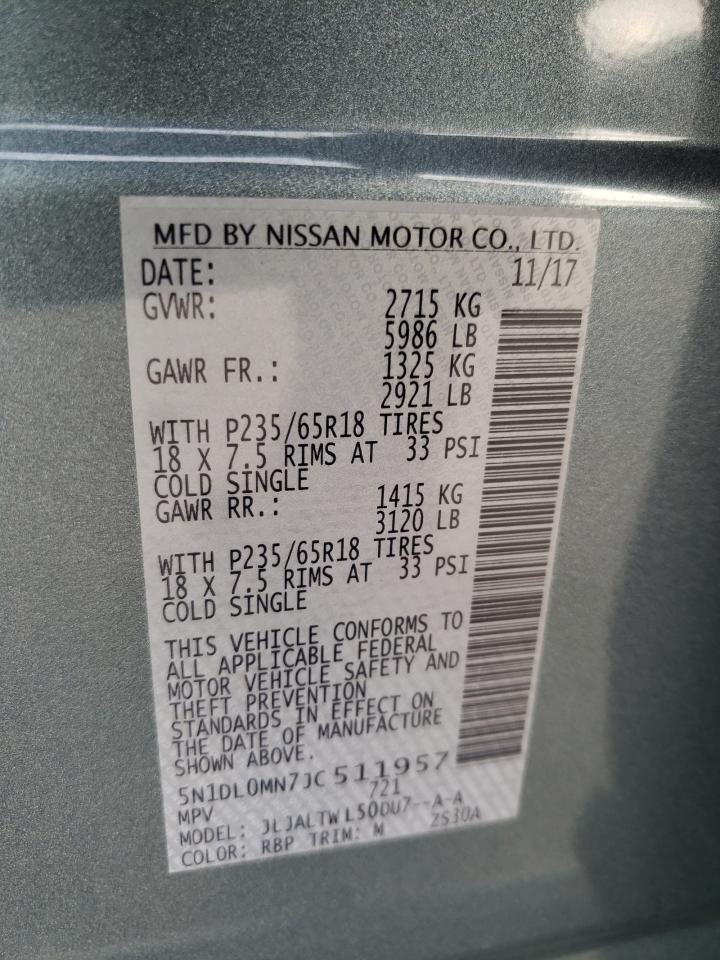 MFD BY NISSAN MOTOR CO., LTD.
DATE: 11/17
GVWR: 2715 KG
5986 LB
GAWR FR.: 1325 KG
2921 LB
WITH P235/65R18 TIRES
18 X 7.5 RIMS AT 33 PSI
COLD SINGLE
GAWR RR.: 1415 KG
3120 LB
WITH P235/65R18 TIRES
18 X 7.5 RIMS AT 33 PSI
COLD SINGLE
THIS VEHICLE CONFORMS TO
ALL APPLICABLE FEDERAL
MOTOR VEHICLE SAFETY AND
THEFT PREVENTION
STANDARDS IN EFFECT ON
THE DATE OF MANUFACTURE
SHOWN ABOVE.
5N1DL0MN7JC 511957
MPV 721
MODEL: JLJALTWL50OU7--A-A
COLOR: RBP TRIM: M 2S30A